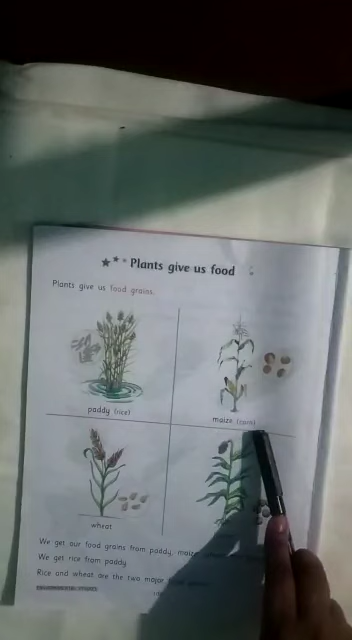 Plants give us food
Plants give us food grains.
paddy (rice)
maize (corn)
wheat
We get our food grains from paddy, maize
We get rice from paddy.
Rice and wheat are the two major food